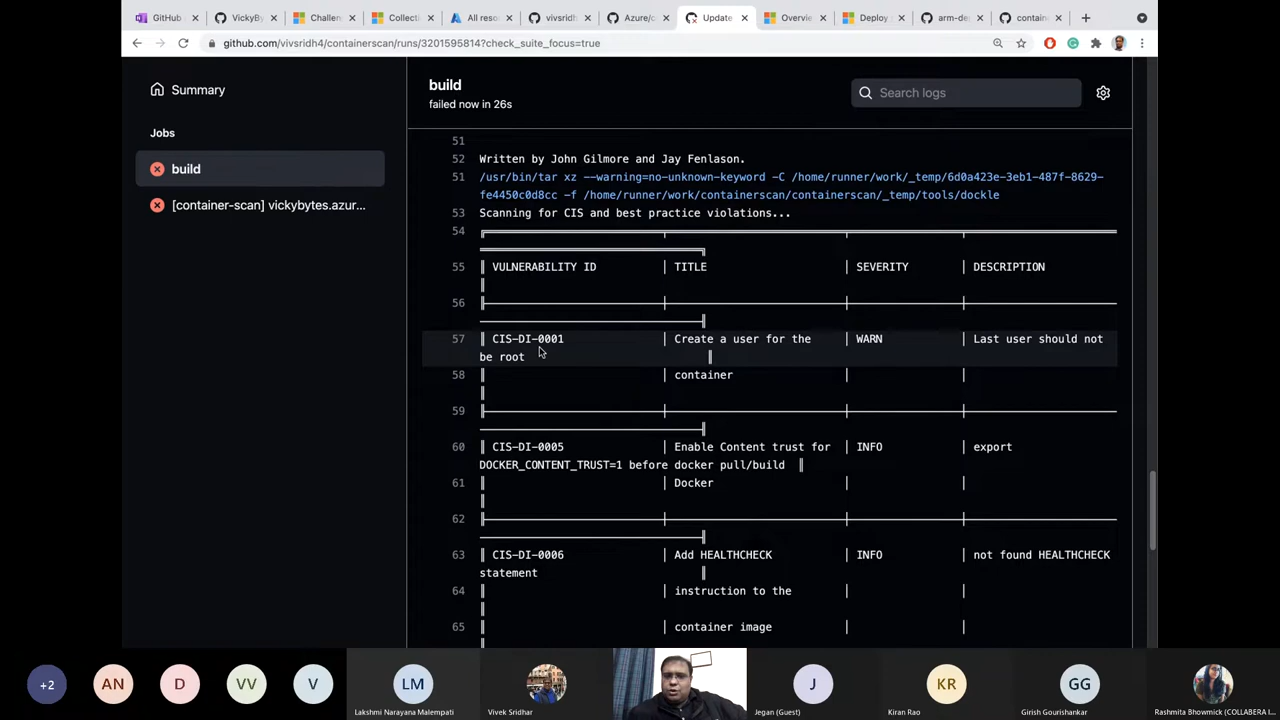 GitHub
VickyBy
Challen
Collecti
All reso
vivsridh
Azure/c
Update
Overvie
Deploy
arm-de
contain
github.com/vivsridh4/containerscan/runs/3201595814?check_suite_focus=true
Summary
Jobs
build
[container-scan] vickybytes.azur...
build
failed now in 26s
Search logs
51
52 Written by John Gilmore and Jay Fenlason.
51 /usr/bin/tar xz --warning=no-unknown-keyword -C /home/runner/work/_temp/6d0a423e-3eb1-487f-8629-
fe4450c0d8cc -f /home/runner/work/containerscan/containerscan/_temp/tools/dockle
53 Scanning for CIS and best practice violations...
54
55 VULNERABILITY ID TITLE SEVERITY DESCRIPTION
56
57 CIS-DI-0001 Create a user for the WARN Last user should not
be root
58 container
59
60 CIS-DI-0005 Enable Content trust for INFO export
DOCKER_CONTENT_TRUST=1 before docker pull/build
61 Docker
62
63 CIS-DI-0006 Add HEALTHCHECK INFO not found HEALTHCHECK
statement
64 instruction to the
65 container image
+2
AN
D
VV
V
LM
Lakshmi Narayana Malempati
Vivek Sridhar
J
Jegan (Guest)
KR
Kiran Rao
GG
Girish Gourishankar
Rashmita Bhowmick (COLLABERA I...